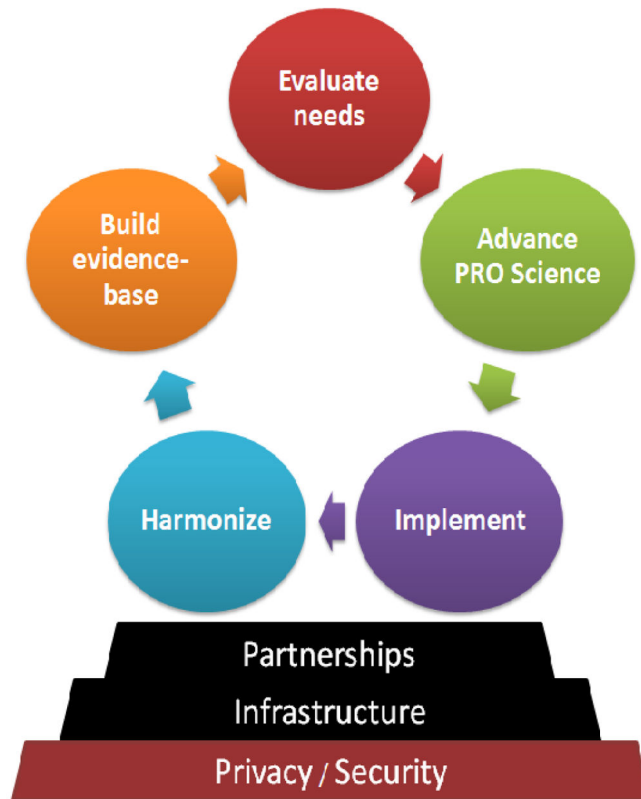 Evaluate
needs
Advance
PRO Science
Implement
Harmonize
Build
evidence-
base
Partnerships
Infrastructure
Privacy / Security